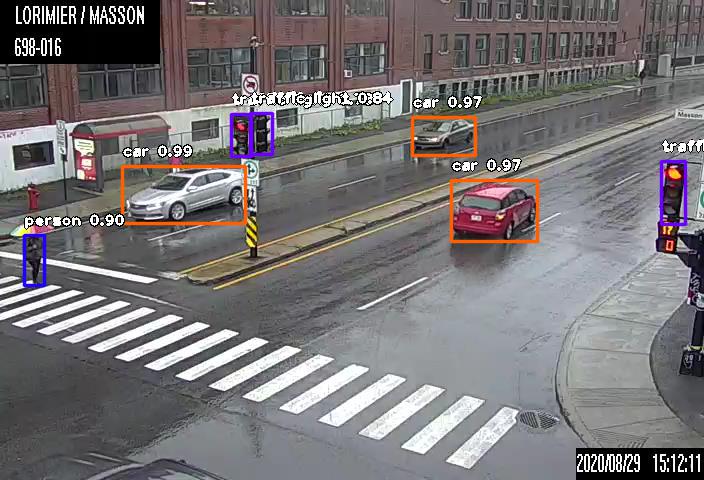 LORIMIER / MASSON
698-016
car 0.97
car 0.99
car 0.97
person 0.90
Masson
2020/08/29 15:12:11